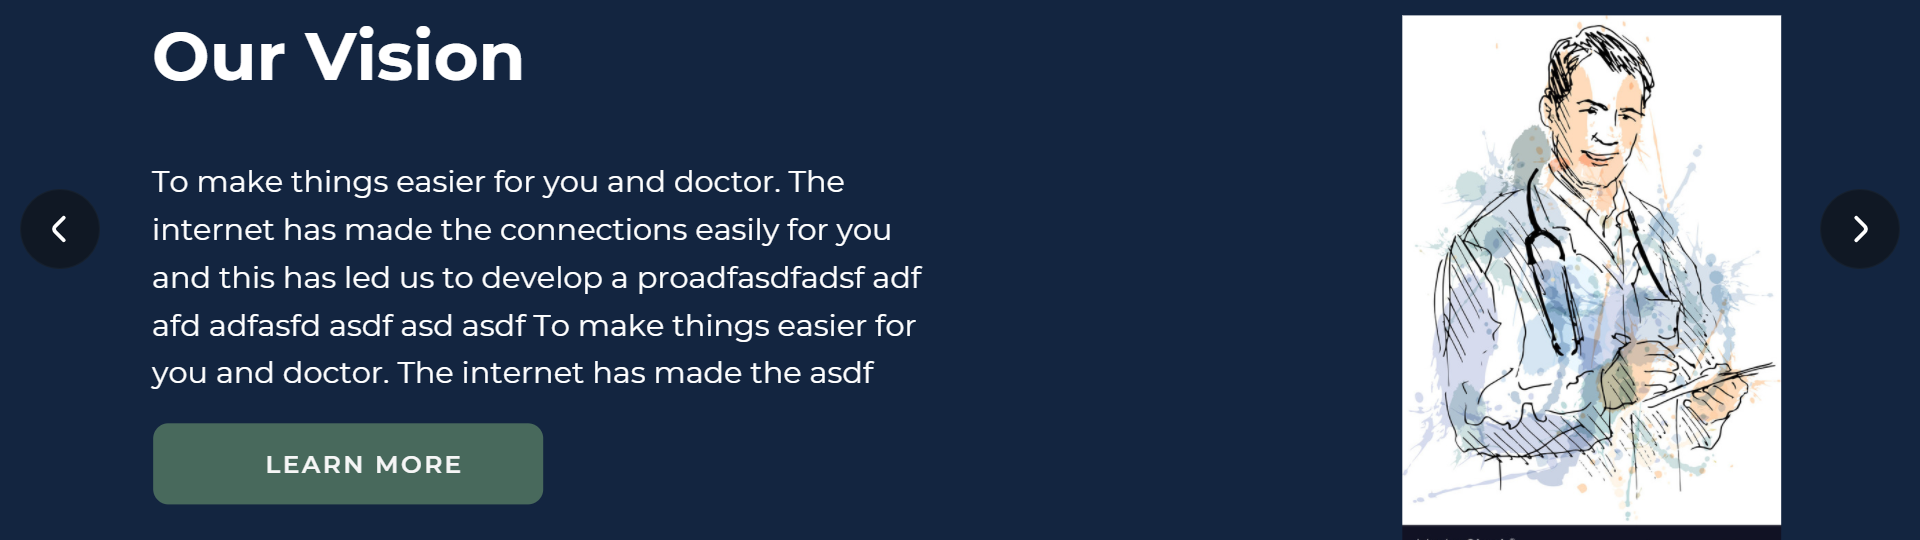 Our Vision
To make things easier for you and doctor. The
internet has made the connections easily for you
and this has led us to develop a proadfasdfadsf adf
afd adfasfd asdf asd asdf To make things easier for
you and doctor. The internet has made the asdf
LEARN MORE